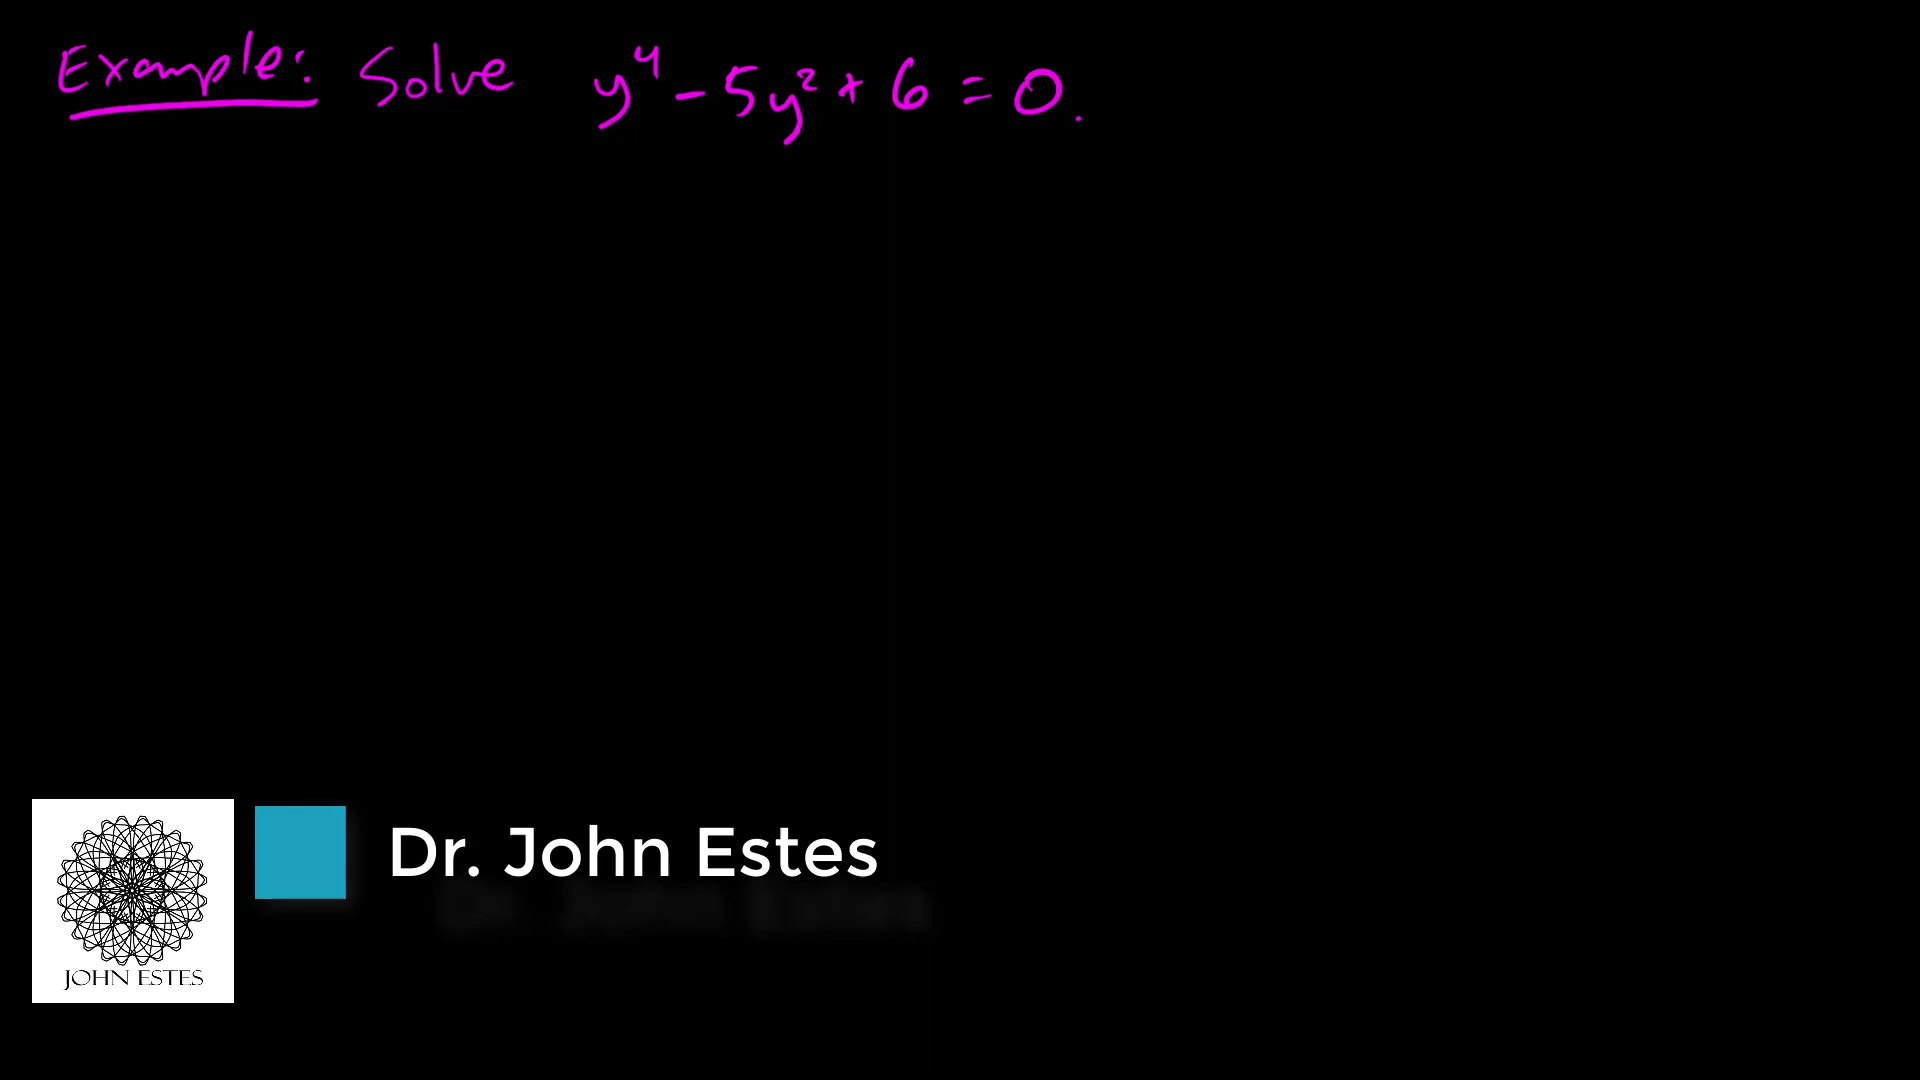 Example: Solve y⁴ - 5y² + 6 = 0.
Dr. John Estes
JOHN ESTES